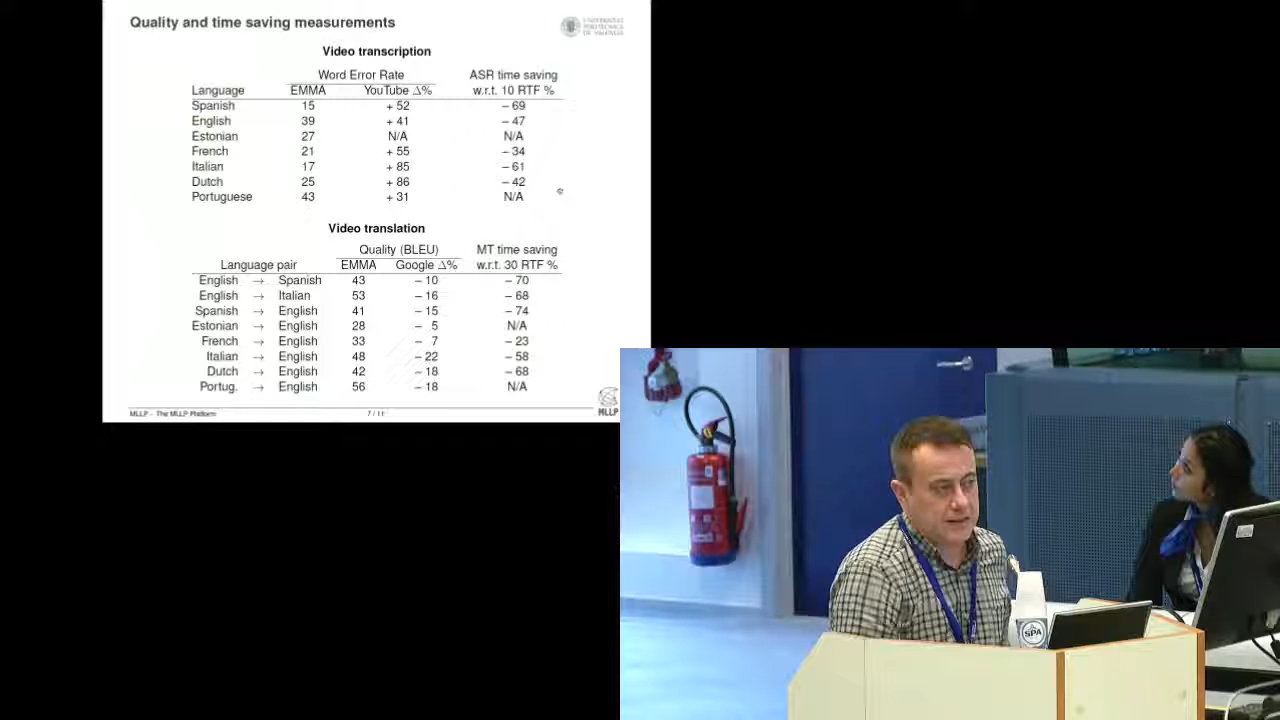 Quality and time saving measurements
UNIVERSITAT
POLITÈCNICA
DE VALÈNCIA
Video transcription
Word Error Rate ASR time saving
Language EMMA YouTube Δ% w.r.t. 10 RTF %
Spanish 15 + 52 – 69
English 39 + 41 – 47
Estonian 27 N/A N/A
French 21 + 55 – 34
Italian 17 + 85 – 61
Dutch 25 + 86 – 42
Portuguese 43 + 31 N/A
Video translation
Quality (BLEU) MT time saving
Language pair EMMA Google Δ% w.r.t. 30 RTF %
English → Spanish 43 – 10 – 70
English → Italian 53 – 16 – 68
Spanish → English 41 – 15 – 74
Estonian → English 28 – 5 N/A
French → English 33 – 7 – 23
Italian → English 48 – 22 – 58
Dutch → English 42 – 18 – 68
Portug. → English 56 – 18 N/A
MLLP - The MLLP Platform 7 / 11 MLLP
SPA